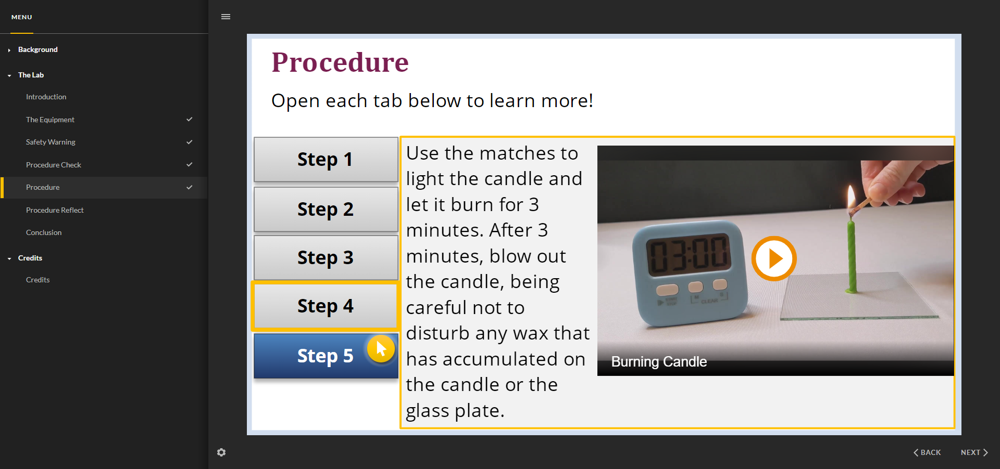 MENU
Background
The Lab
Introduction
The Equipment
Safety Warning
Procedure Check
Procedure
Procedure Reflect
Conclusion
Credits
Credits
Procedure
Open each tab below to learn more!
Step 1
Step 2
Step 3
Step 4
Step 5
Use the matches to
light the candle and
let it burn for 3
minutes. After 3
minutes, blow out
the candle, being
careful not to
disturb any wax that
has accumulated on
the candle or the
glass plate.
03:00
START
STOP
M
S
CLEAR
Burning Candle
BACK
NEXT